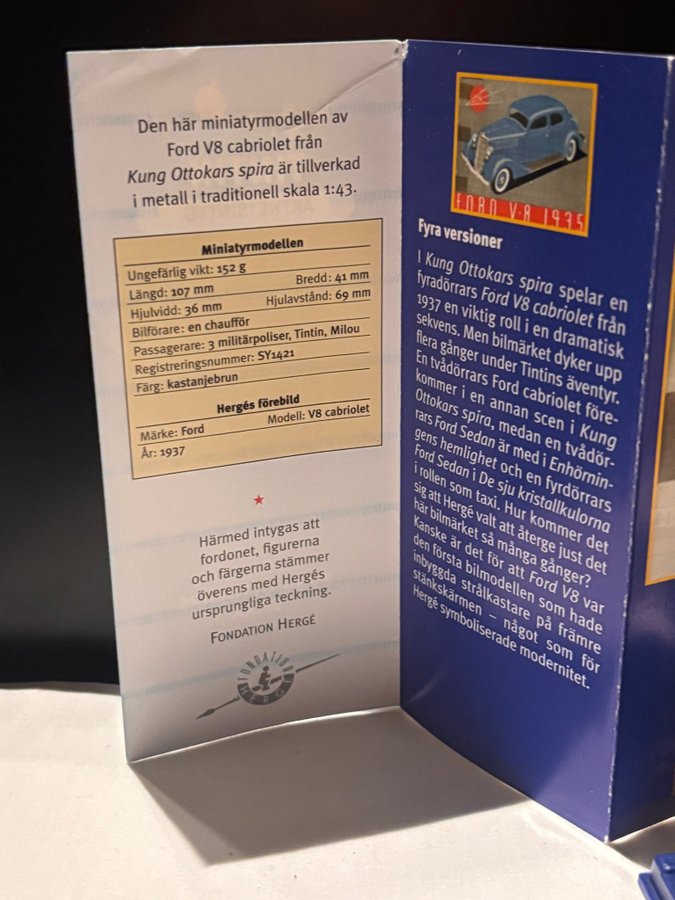 Den här miniatyrmodellen av
Ford V8 cabriolet från
Kung Ottokars spira är tillverkad
i metall i traditionell skala 1:43.
Miniatyrmodellen
Ungefärlig vikt: 152 g
Längd: 107 mm Bredd: 41 mm
Hjulvidd: 36 mm Hjulavstånd: 69 mm
Bilförare: en chaufför
Passagerare: 3 militärpoliser, Tintin, Milou
Registreringsnummer: SY1421
Färg: kastanjebrun
Hergés förebild
Märke: Ford Modell: V8 cabriolet
År: 1937
Härmed intygas att
fordonet, figurerna
och färgerna stämmer
överens med Hergés
ursprungliga teckning.
FONDATION HERGÉ
FONDATION
HERGÉ
FORD V-8 1935
Fyra versioner
I Kung Ottokars spira spelar en
fyradörrars Ford V8 cabriolet från
1937 en viktig roll i en dramatisk
sekvens. Men bilmärket dyker upp
flera gånger under Tintins äventyr.
En tvådörrars Ford cabriolet före-
kommer i en annan scen i Kung
Ottokars spira, medan en tvådör-
rars Ford Sedan är med i Enhörnin-
gens hemlighet och en fyrdörrars
Ford Sedan i De sju kristallkulorna
i rollen som taxi. Hur kommer det
sig att Hergé valt att återge just det
här bilmärket så många gånger?
Kanske är det för att Ford V8 var
den första bilmodellen som hade
inbyggda strålkastare på främre
stänkskärmen – något som för
Hergé symboliserade modernitet.